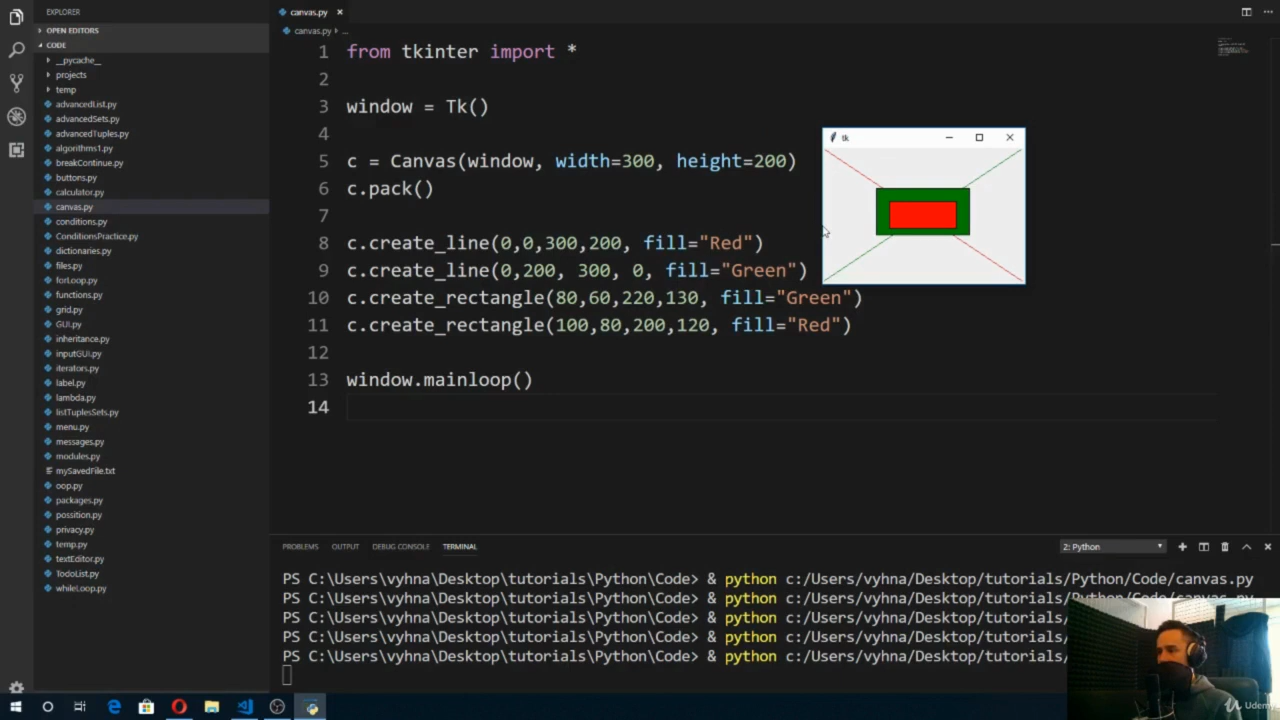 EXPLORER
OPEN EDITORS
CODE
__pycache__
projects
temp
advancedList.py
advancedSets.py
advancedTuples.py
algorithms1.py
breakContinue.py
buttons.py
calculator.py
canvas.py
conditions.py
ConditionsPractice.py
dictionaries.py
files.py
forLoop.py
functions.py
grid.py
GUI.py
inheritance.py
inputGUI.py
iterators.py
label.py
lambda.py
listTuplesSets.py
menu.py
messages.py
modules.py
mySavedFile.txt
oop.py
packages.py
possition.py
privacy.py
temp.py
textEditor.py
TodoList.py
whileLoop.py
canvas.py
canvas.py ...
1 from tkinter import *
2
3 window = Tk()
4
5 c = Canvas(window, width=300, height=200)
6 c.pack()
7
8 c.create_line(0,0,300,200, fill="Red")
9 c.create_line(0,200, 300, 0, fill="Green")
10 c.create_rectangle(80,60,220,130, fill="Green")
11 c.create_rectangle(100,80,200,120, fill="Red")
12
13 window.mainloop()
14
tk
PROBLEMS OUTPUT DEBUG CONSOLE TERMINAL
2: Python
PS C:\Users\vyhna\Desktop\tutorials\Python\Code> & python c:/Users/vyhna/Desktop/tutorials/Python/Code/canvas.py
PS C:\Users\vyhna\Desktop\tutorials\Python\Code> & python c:/Users/vyhna/Desktop/tutorials/Python/Code/canvas.py
PS C:\Users\vyhna\Desktop\tutorials\Python\Code> & python c:/Users/vyhna/Desktop/tutorials/
PS C:\Users\vyhna\Desktop\tutorials\Python\Code> & python c:/Users/vyhna/Desktop/tutorials/
PS C:\Users\vyhna\Desktop\tutorials\Python\Code> & python c:/Users/vyhna/Desktop/tutorials/
Udemy